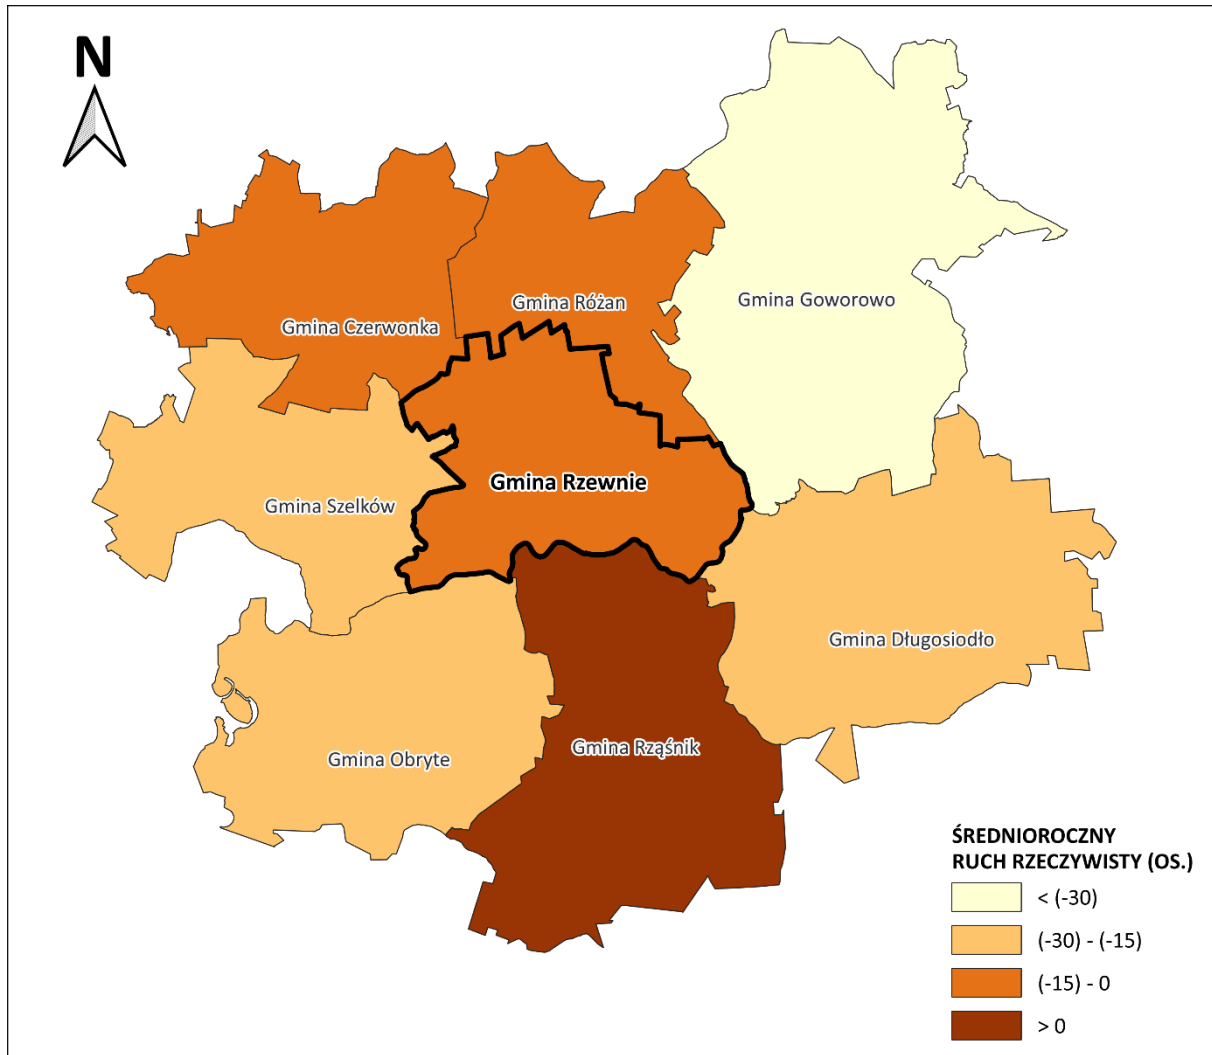 N
Gmina Różan
Gmina Goworowo
Gmina Czerwonka
Gmina Rzewnie
Gmina Szelków
Gmina Długosiodło
Gmina Rząśnik
Gmina Obryte
ŚREDNIOROCZNY
RUCH RZECZYWISTY (OS.)
< (-30)
(-30) - (-15)
(-15) - 0
> 0